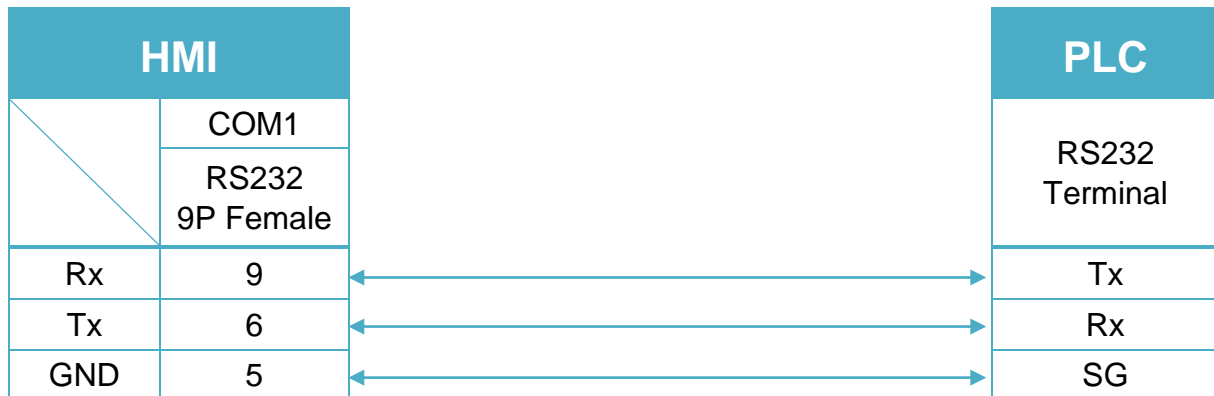 HMI
PLC
COM1
RS232
9P Female
RS232
Terminal
Rx 9 Tx
Tx 6 Rx
GND 5 SG